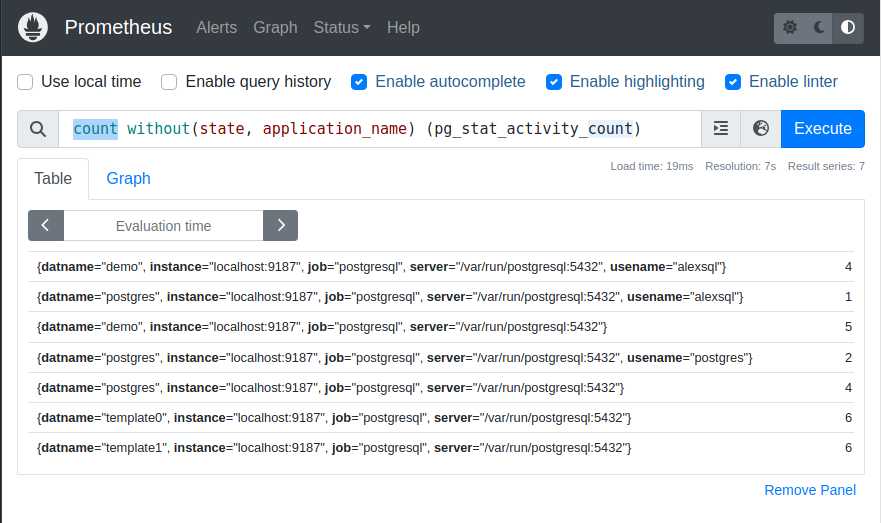 Prometheus Alerts Graph Status Help
Use local time Enable query history Enable autocomplete Enable highlighting Enable linter
count without(state, application_name) (pg_stat_activity_count) Execute
Load time: 19ms Resolution: 7s Result series: 7
Table Graph
Evaluation time
{datname="demo", instance="localhost:9187", job="postgresql", server="/var/run/postgresql:5432", usename="alexsql"} 4
{datname="postgres", instance="localhost:9187", job="postgresql", server="/var/run/postgresql:5432", usename="alexsql"} 1
{datname="demo", instance="localhost:9187", job="postgresql", server="/var/run/postgresql:5432"} 5
{datname="postgres", instance="localhost:9187", job="postgresql", server="/var/run/postgresql:5432", usename="postgres"} 2
{datname="postgres", instance="localhost:9187", job="postgresql", server="/var/run/postgresql:5432"} 4
{datname="template0", instance="localhost:9187", job="postgresql", server="/var/run/postgresql:5432"} 6
{datname="template1", instance="localhost:9187", job="postgresql", server="/var/run/postgresql:5432"} 6
Remove Panel